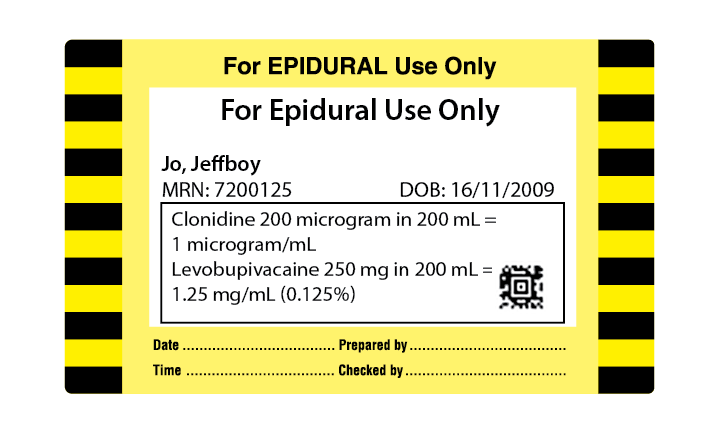 For EPIDURAL Use Only
For Epidural Use Only
Jo, Jeffboy
MRN: 7200125 DOB: 16/11/2009
Clonidine 200 microgram in 200 mL =
1 microgram/mL
Levobupivacaine 250 mg in 200 mL =
1.25 mg/mL (0.125%)
Date .................................... Prepared by .....................................
Time .................................... Checked by ......................................